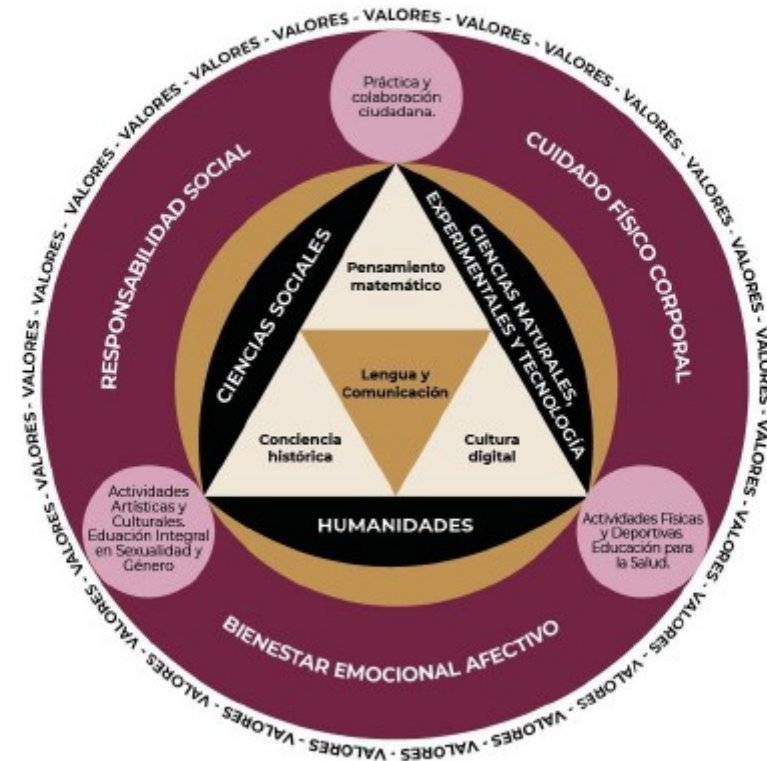 VALORES - VALORES - VALORES - VALORES - VALORES - VALORES - VALORES - VALORES - VALORES - VALORES - VALORES - VALORES - VALORES - VALORES - VALORES - VALORES - VALORES - VALORES - VALORES - VALORES - VALORES - VALORES -
Práctica y
colaboración
ciudadana.
RESPONSABILIDAD SOCIAL
CUIDADO FÍSICO CORPORAL
CIENCIAS SOCIALES
CIENCIAS NATURALES,
EXPERIMENTALES Y TECNOLOGÍA
Pensamiento
matemático
Lengua y
Comunicación
Conciencia
histórica
Cultura
digital
Actividades
Artísticas y
Culturales.
Eduación Integral
en Sexualidad y
Género
HUMANIDADES
Actividades Físicas
y Deportivas
Educación para
la Salud.
BIENESTAR EMOCIONAL AFECTIVO